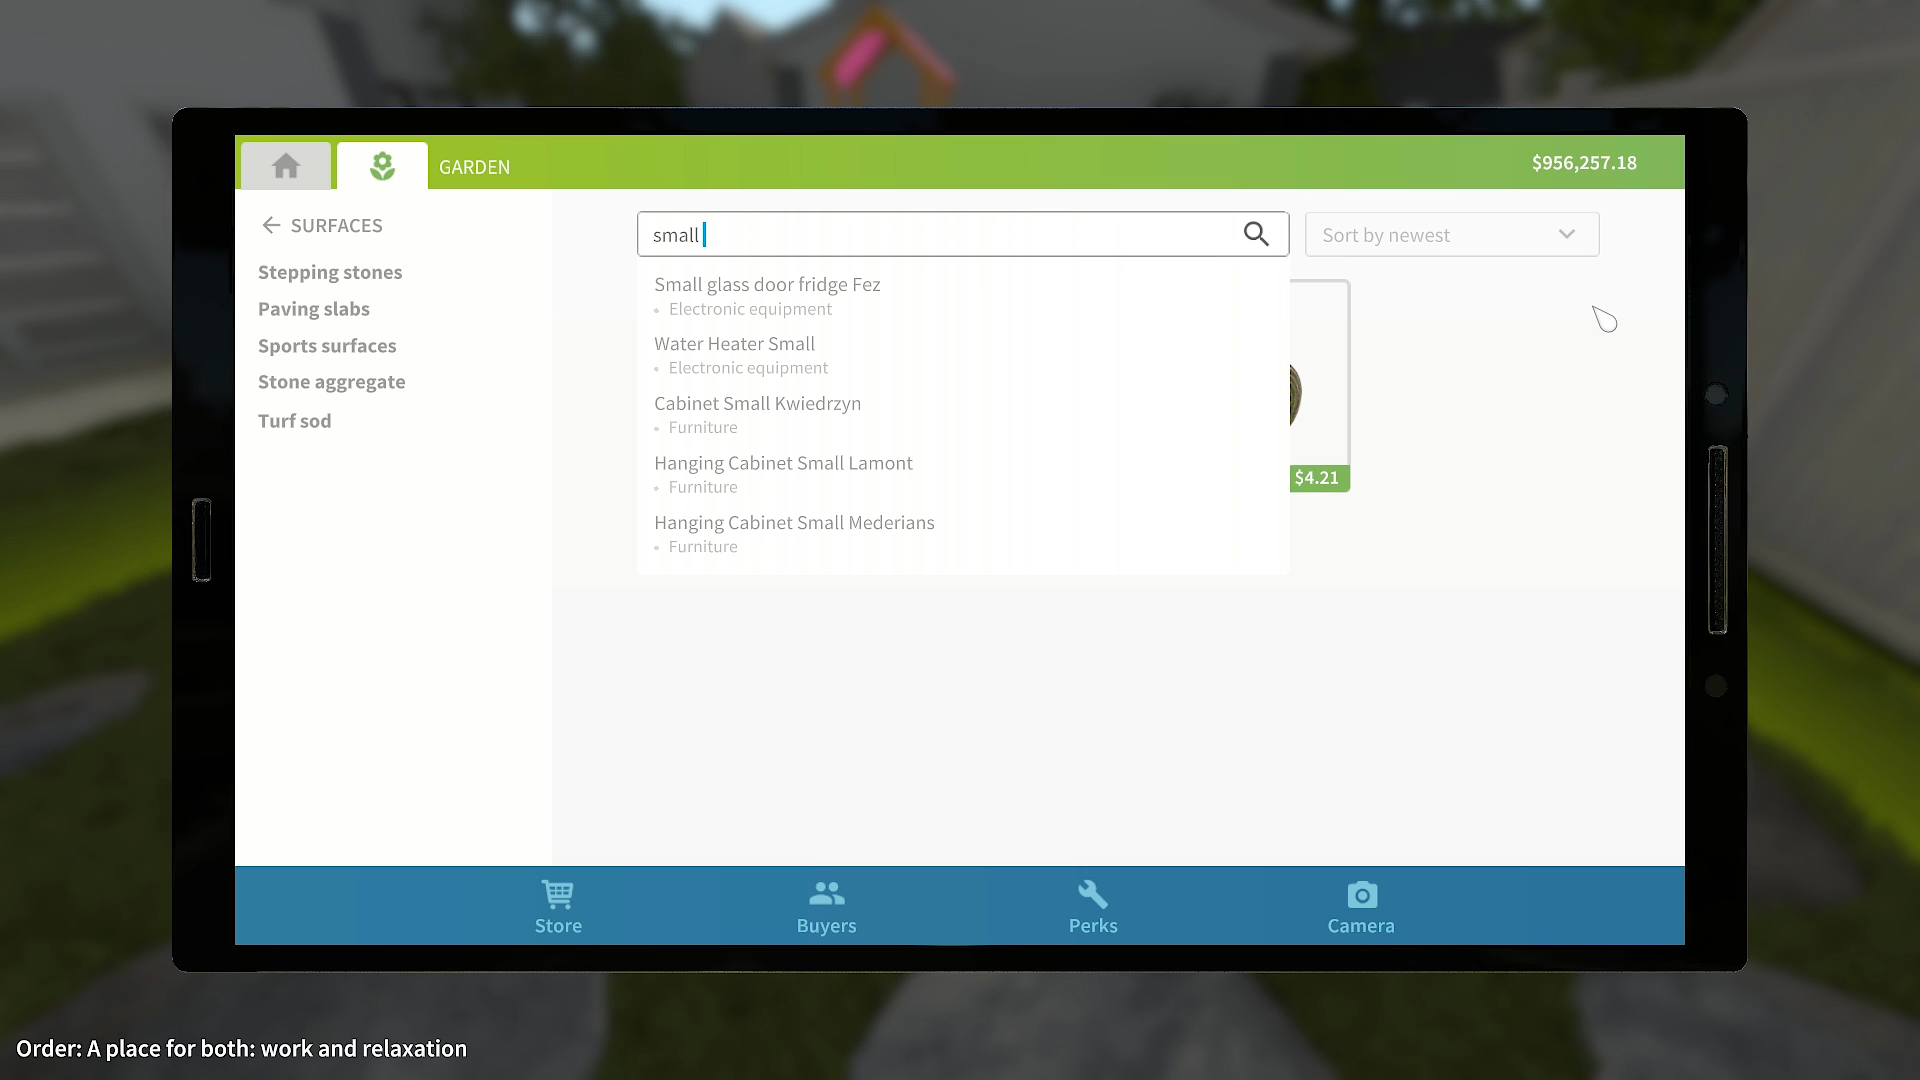 GARDEN
$956,257.18
SURFACES
Stepping stones
Paving slabs
Sports surfaces
Stone aggregate
Turf sod
small
Sort by newest
Small glass door fridge Fez
Electronic equipment
Water Heater Small
Electronic equipment
Cabinet Small Kwiedrzyn
Furniture
Hanging Cabinet Small Lamont
Furniture
Hanging Cabinet Small Mederians
Furniture
$4.21
Store
Buyers
Perks
Camera
Order: A place for both: work and relaxation